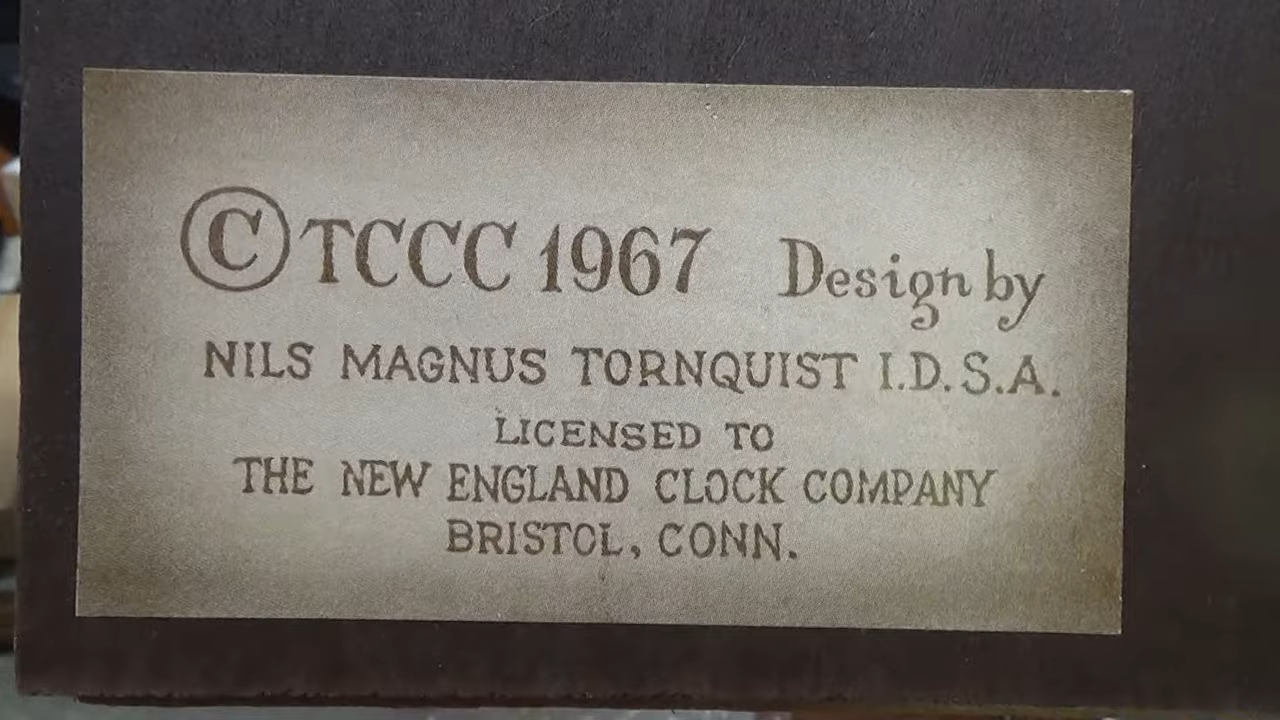 © TCCC 1967 Design by
NILS MAGNUS TORNQUIST I.D.S.A.
LICENSED TO
THE NEW ENGLAND CLOCK COMPANY
BRISTOL, CONN.